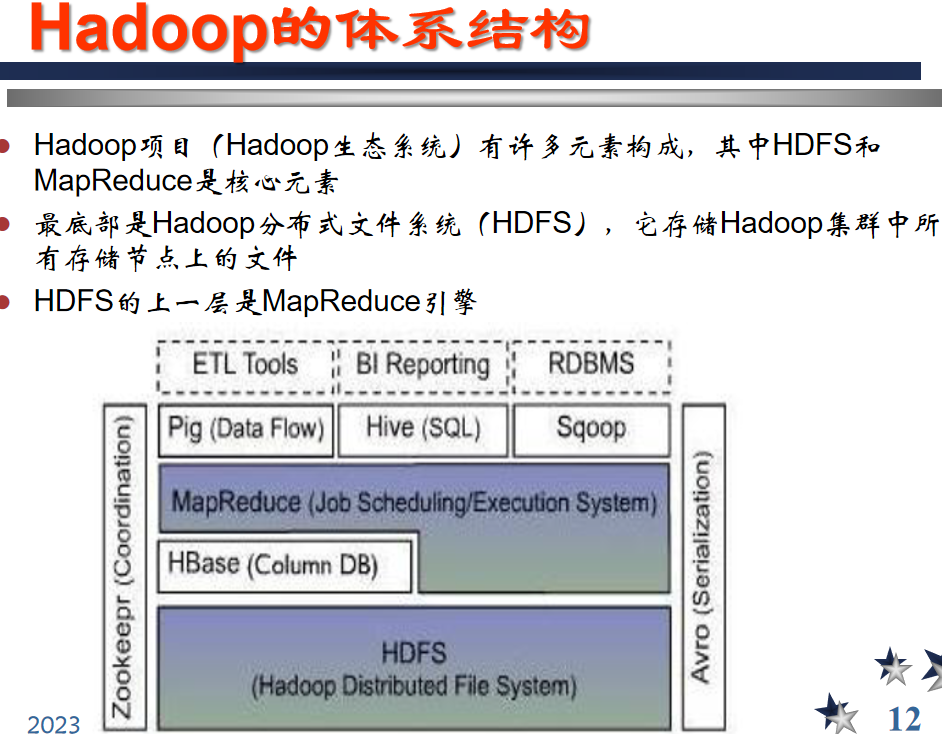 Hadoop的体系结构
Hadoop项目（Hadoop生态系统）有许多元素构成，其中HDFS和
MapReduce是核心元素
最底部是Hadoop分布式文件系统（HDFS），它存储Hadoop集群中所
有存储节点上的文件
HDFS的上一层是MapReduce引擎
ETL Tools
BI Reporting
RDBMS
Pig (Data Flow)
Hive (SQL)
Sqoop
Zookeepr (Coordination)
Avro (Serialization)
MapReduce (Job Scheduling/Execution System)
HBase (Column DB)
HDFS
(Hadoop Distributed File System)
2023
12